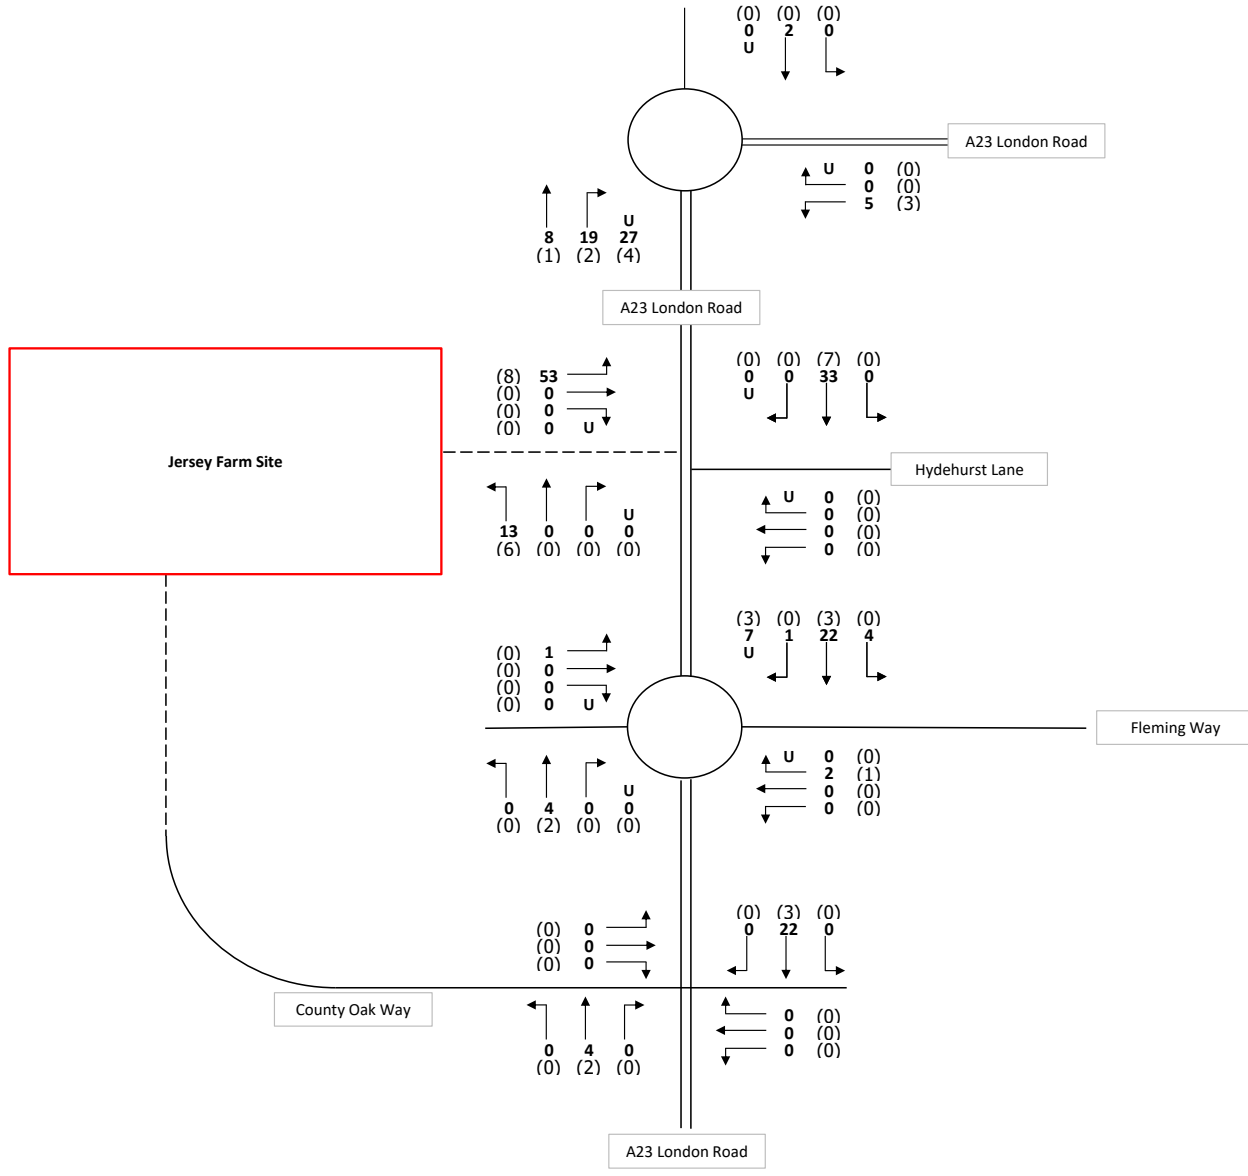 (0) (0) (0)
0 2 0
U
A23 London Road
U 0 (0)
0 (0)
5 (3)
U
8 19 27
(1) (2) (4)
A23 London Road
(8) 53
(0) 0
(0) 0
(0) 0 U
(0) (0) (7) (0)
0 0 33 0
U
Jersey Farm Site
Hydehurst Lane
U
13 0 0 0
(6) (0) (0) (0)
U 0 (0)
0 (0)
0 (0)
0 (0)
(3) (0) (3) (0)
7 1 22 4
U
(0) 1
(0) 0
(0) 0
(0) 0 U
Fleming Way
U
0 4 0 0
(0) (2) (0) (0)
U 0 (0)
2 (1)
0 (0)
0 (0)
(0) 0
(0) 0
(0) 0
(0) (3) (0)
0 22 0
County Oak Way
0 4 0
(0) (2) (0)
0 (0)
0 (0)
0 (0)
A23 London Road